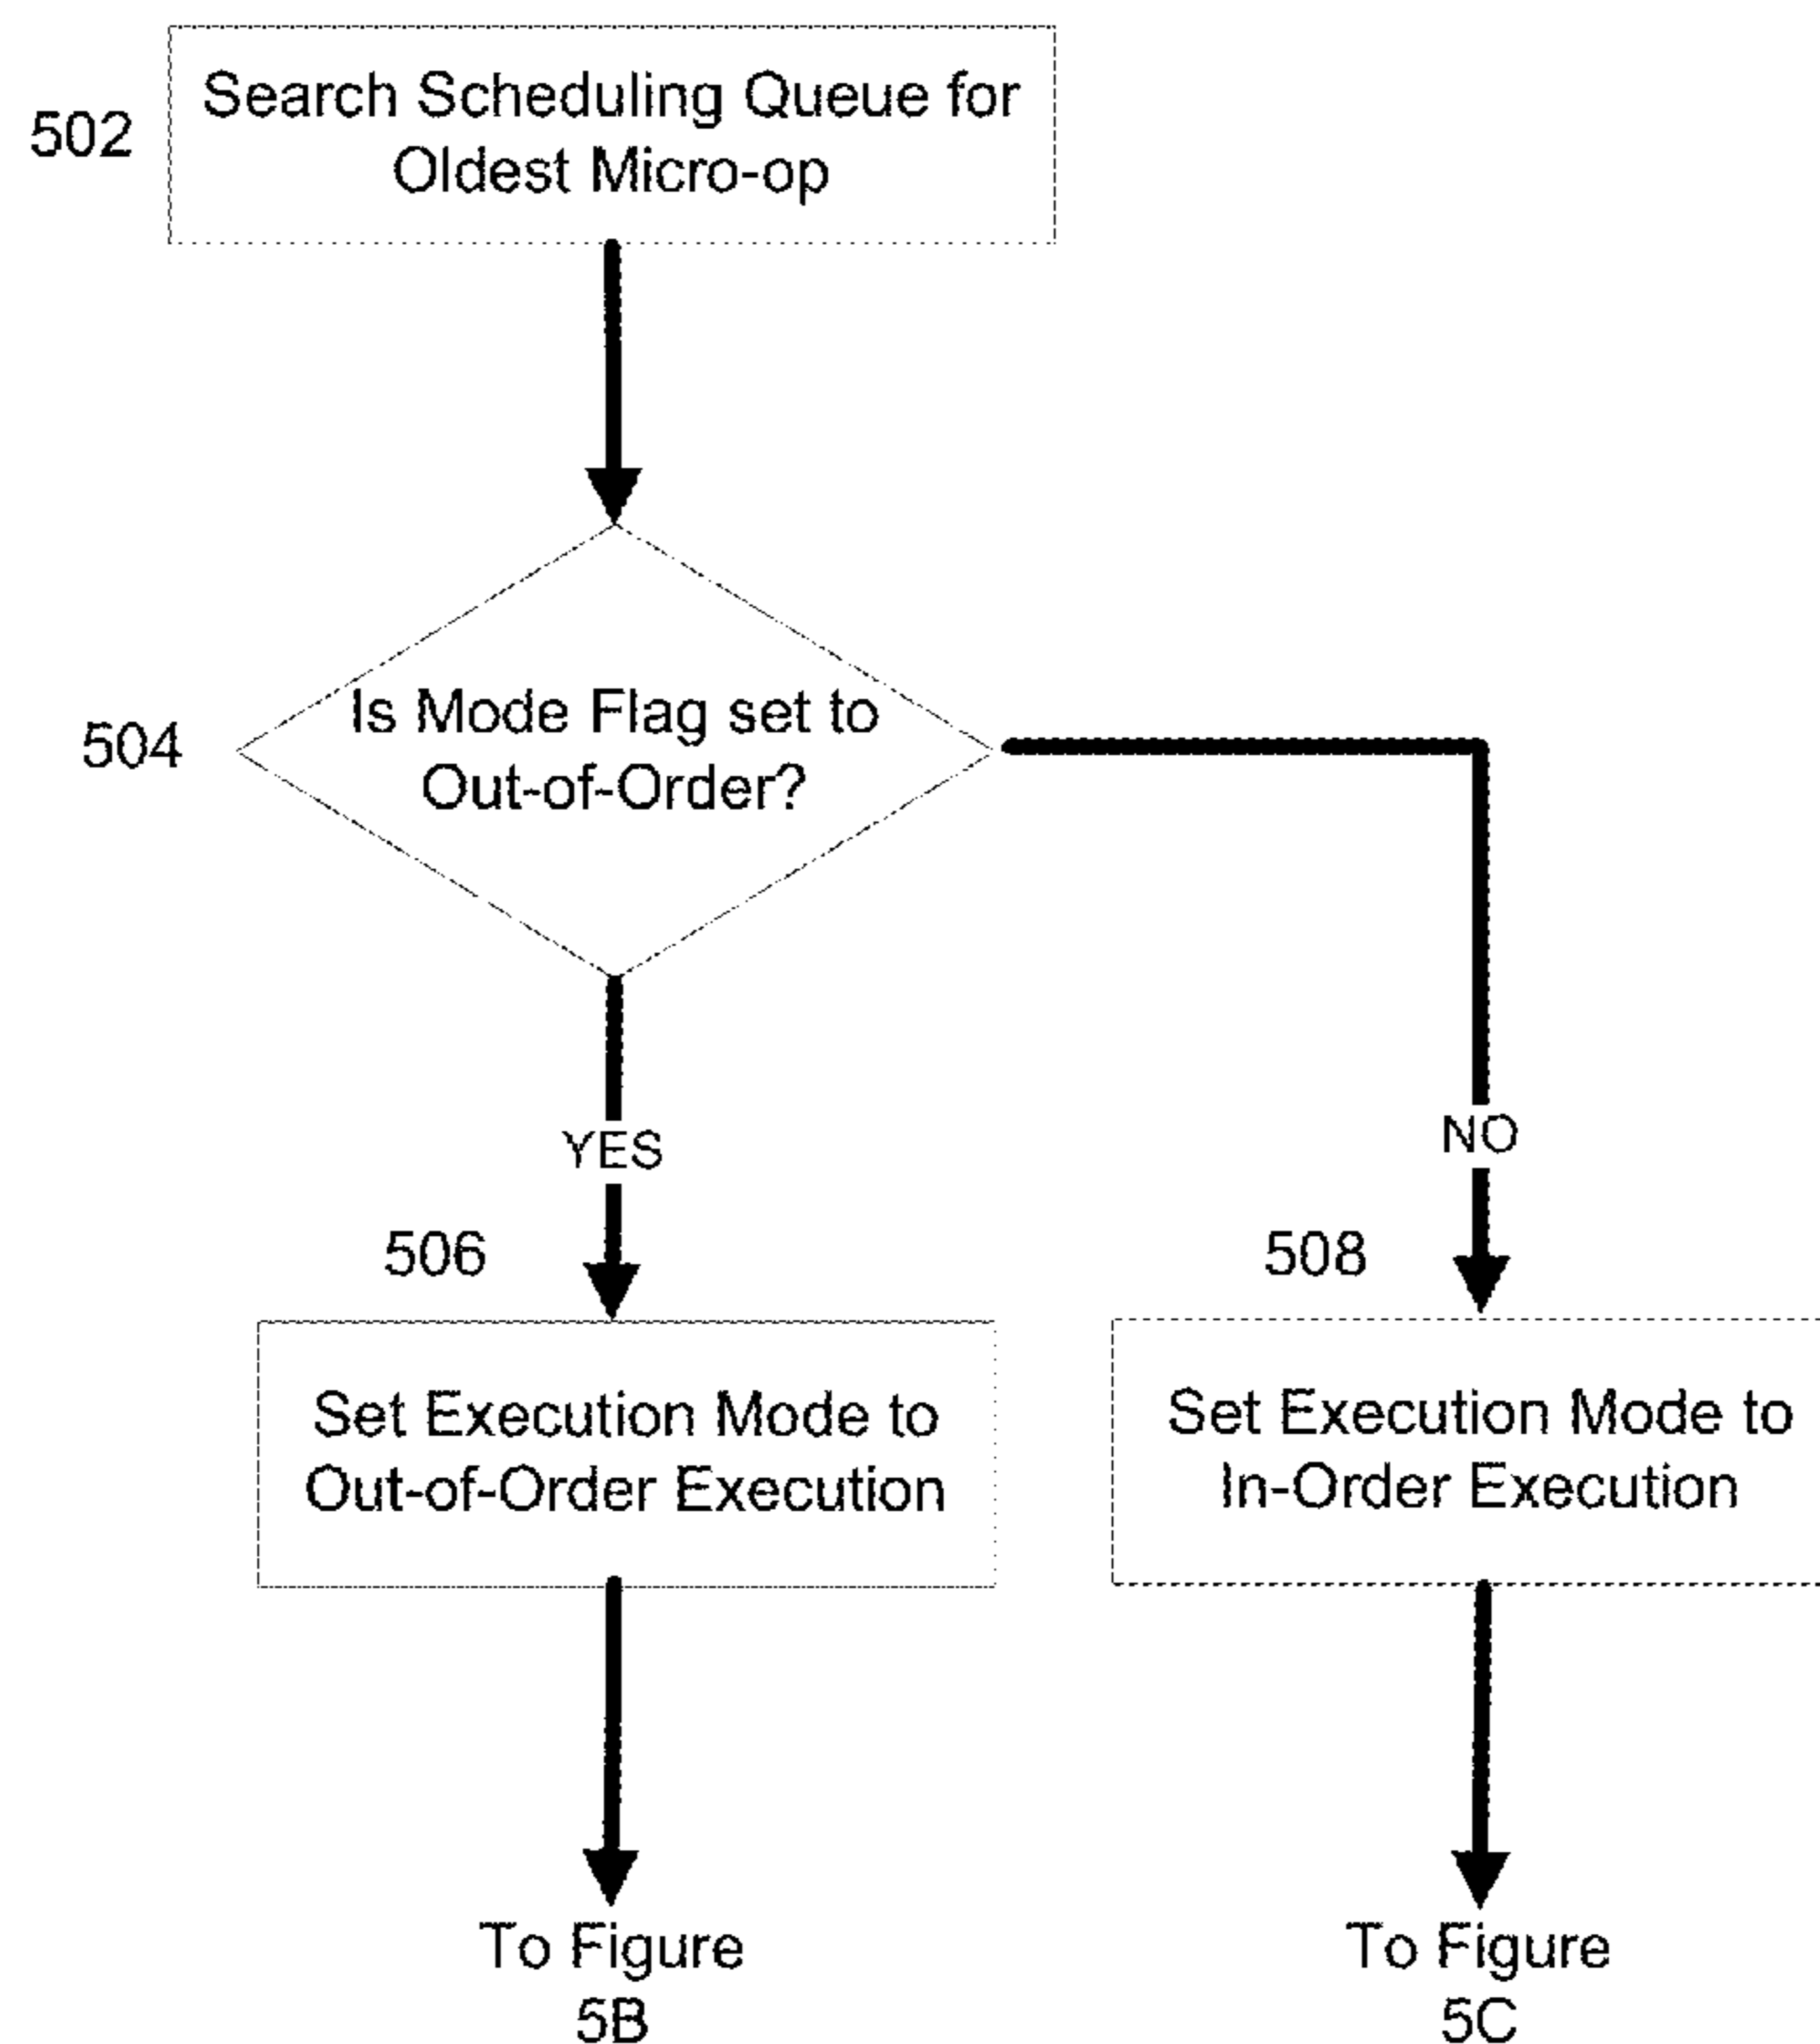 502
Search Scheduling Queue for
Oldest Micro-op
504
Is Mode Flag set to
Out-of-Order?
YES
NO
506
508
Set Execution Mode to
Out-of-Order Execution
Set Execution Mode to
In-Order Execution
To Figure
5B
To Figure
5C